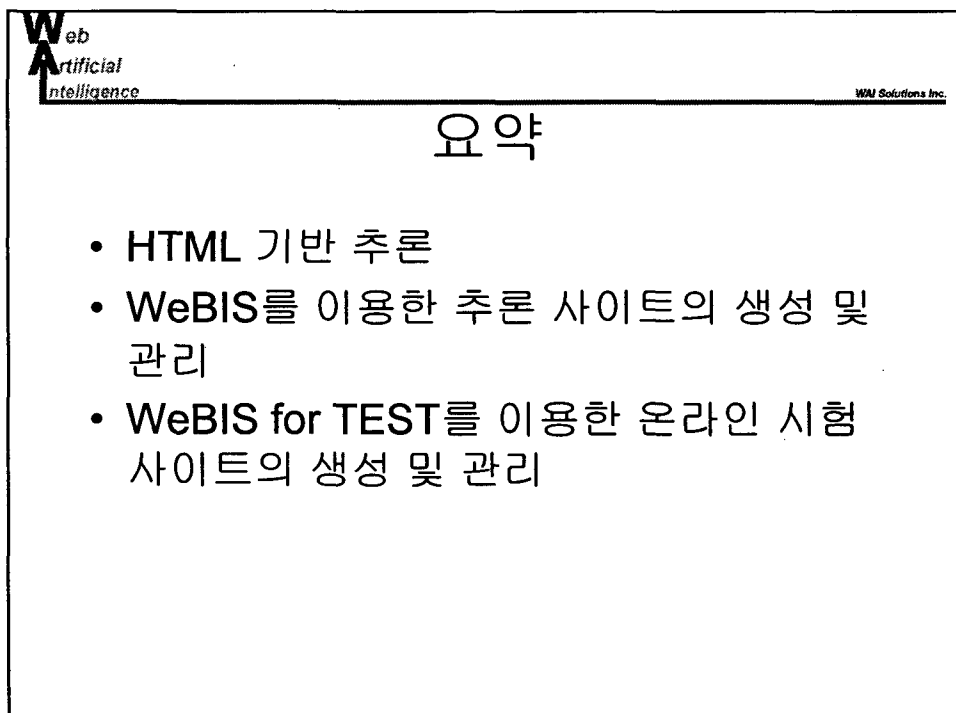 Web
Artificial
Intelligence
WAI Solutions Inc.
요약
• HTML 기반 추론
• WeBIS를 이용한 추론 사이트의 생성 및
관리
• WeBIS for TEST를 이용한 온라인 시험
사이트의 생성 및 관리